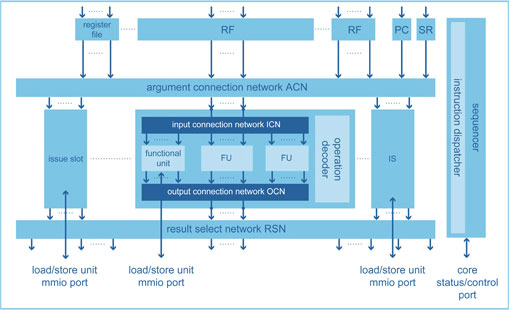 register
file
RF
RF
PC
SR
argument connection network ACN
issue slot
input connection network ICN
functional
unit
FU
FU
output connection network OCN
operation
decoder
IS
instruction dispatcher
sequencer
result select network RSN
load/store unit
mmio port
load/store unit
mmio port
load/store unit
mmio port
core
status/control
port